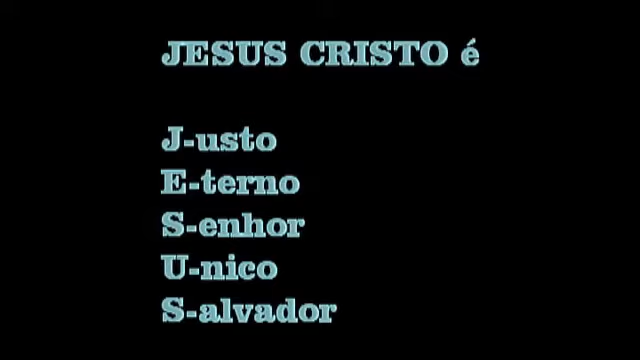 JESUS CRISTO é
J-usto
E-terno
S-enhor
U-nico
S-alvador